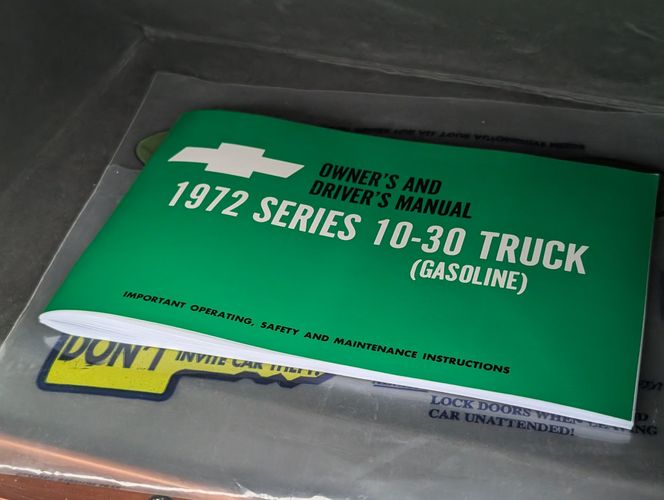 OWNER'S AND
DRIVER'S MANUAL
1972 SERIES 10-30 TRUCK
(GASOLINE)
IMPORTANT OPERATING, SAFETY AND MAINTENANCE INSTRUCTIONS
DON'T INVITE CAR THEFT!
LOCK DOORS WHEN LEAVING
CAR UNATTENDED!